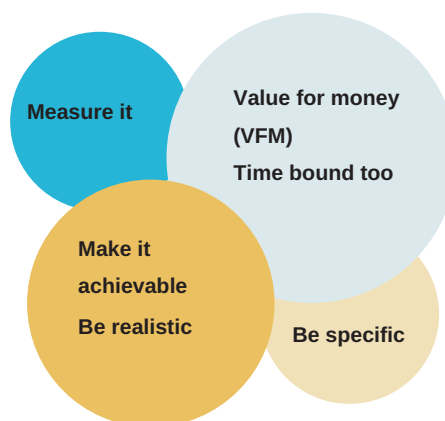 Measure it
Value for money
(VFM)
Time bound too
Make it
achievable
Be realistic
Be specific